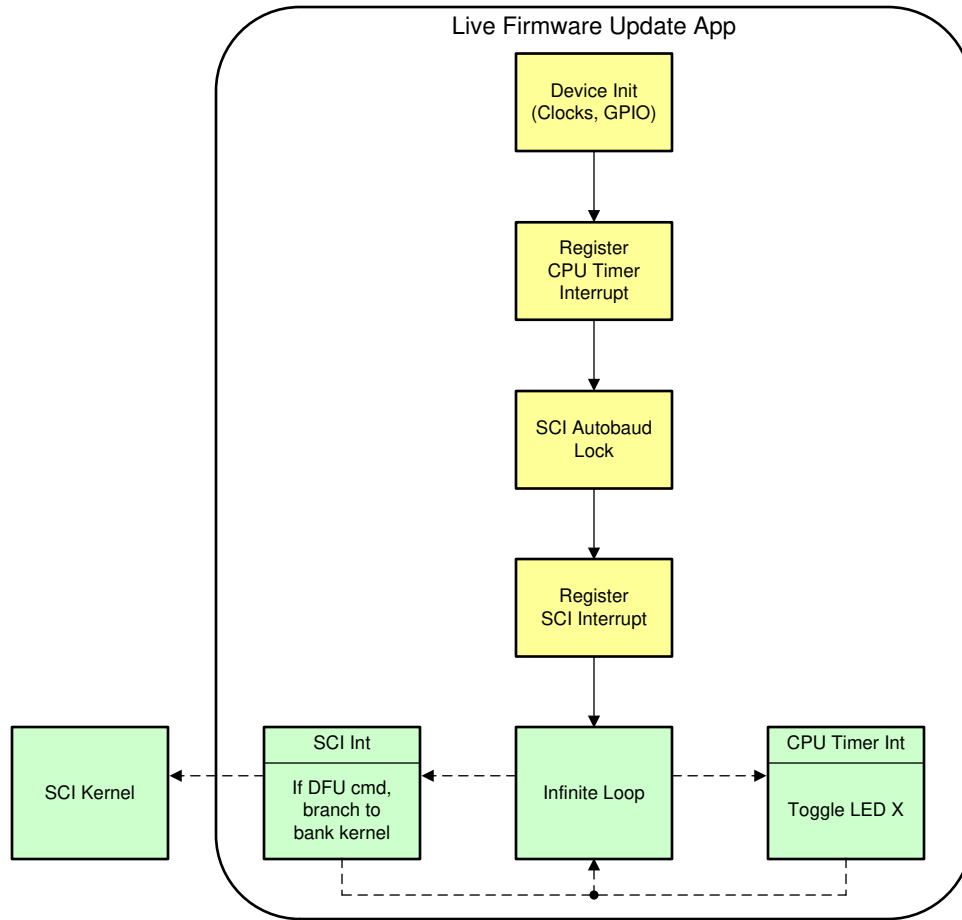 Live Firmware Update App
Device Init
(Clocks, GPIO)
Register
CPU Timer
Interrupt
SCI Autobaud
Lock
Register
SCI Interrupt
SCI Kernel
SCI Int
If DFU cmd,
branch to
bank kernel
Infinite Loop
CPU Timer Int
Toggle LED X